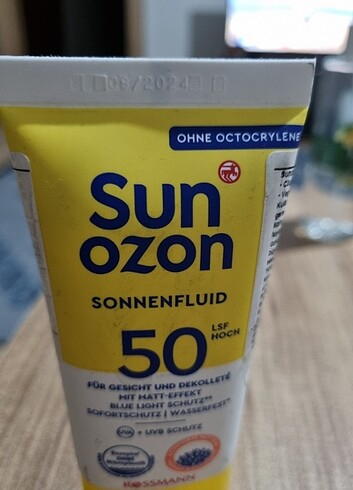 08/2024
OHNE OCTOCRYLENE
Sun
ozon
SONNENFLUID
50
LSF
HOCH
FÜR GESICHT UND DEKOLLETÉ
MIT MATT-EFFEKT
BLUE LIGHT SCHUTZ**
SOFORTSCHUTZ | WASSERFEST*
UVA + UVB SCHUTZ
ROSSMANN